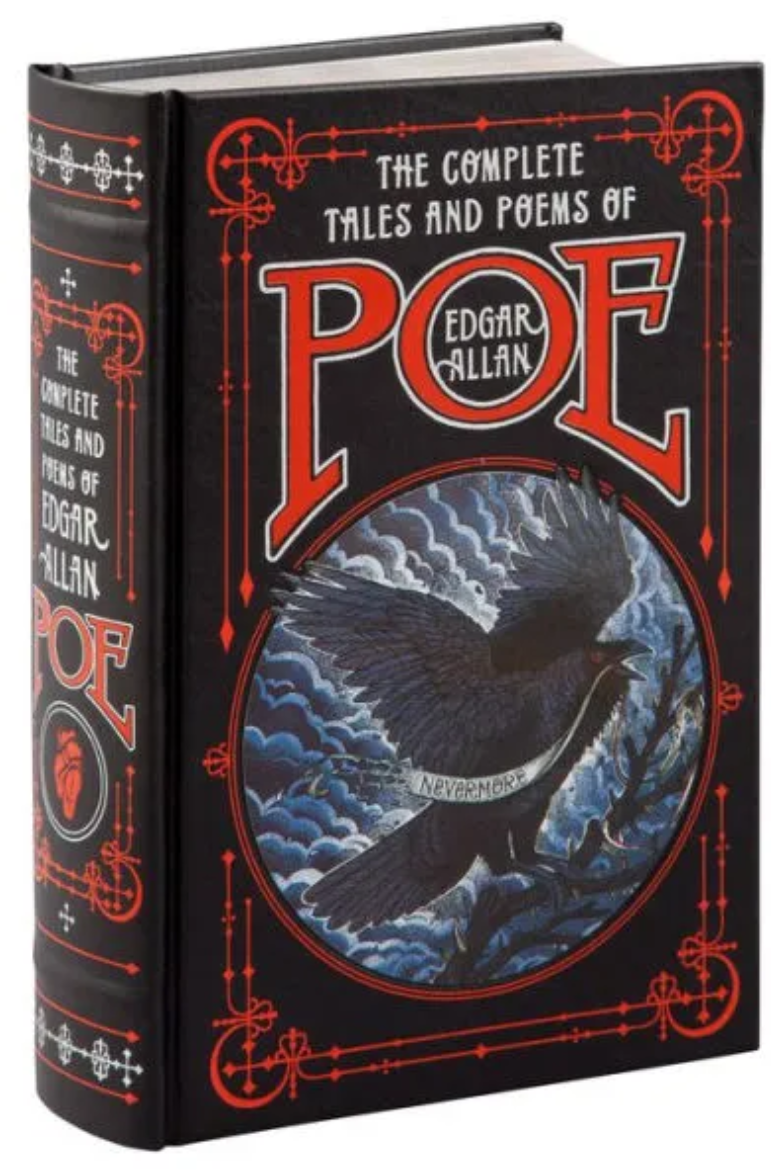 THE COMPLETE
TALES AND POEMS OF
POE
EDGAR
ALLAN
NEVERMORE
THE
COMPLETE
TALES AND
POEMS OF
EDGAR
ALLAN
POE